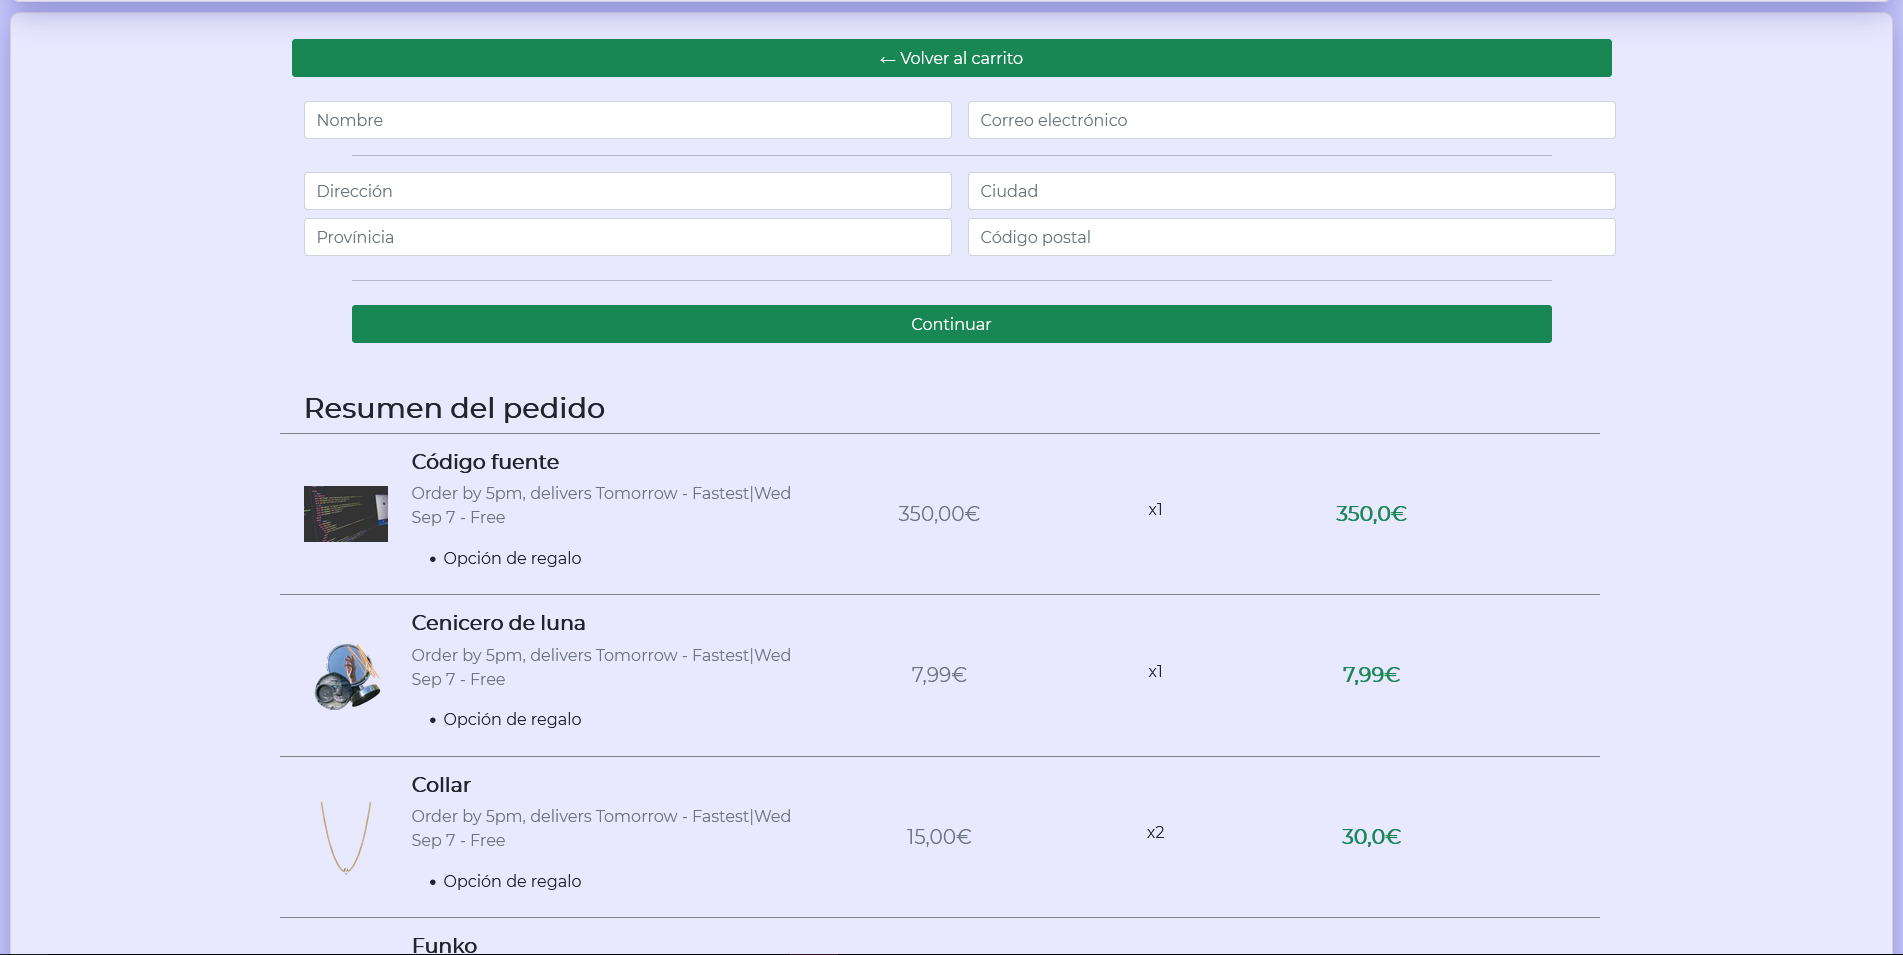 ← Volver al carrito
Nombre
Correo electrónico
Dirección
Ciudad
Província
Código postal
Continuar
Resumen del pedido
Código fuente
Order by 5pm, delivers Tomorrow - Fastest|Wed
Sep 7 - Free
• Opción de regalo
350,00€
x1
350,0€
Cenicero de luna
Order by 5pm, delivers Tomorrow - Fastest|Wed
Sep 7 - Free
• Opción de regalo
7,99€
x1
7,99€
Collar
Order by 5pm, delivers Tomorrow - Fastest|Wed
Sep 7 - Free
• Opción de regalo
15,00€
x2
30,0€
Funko